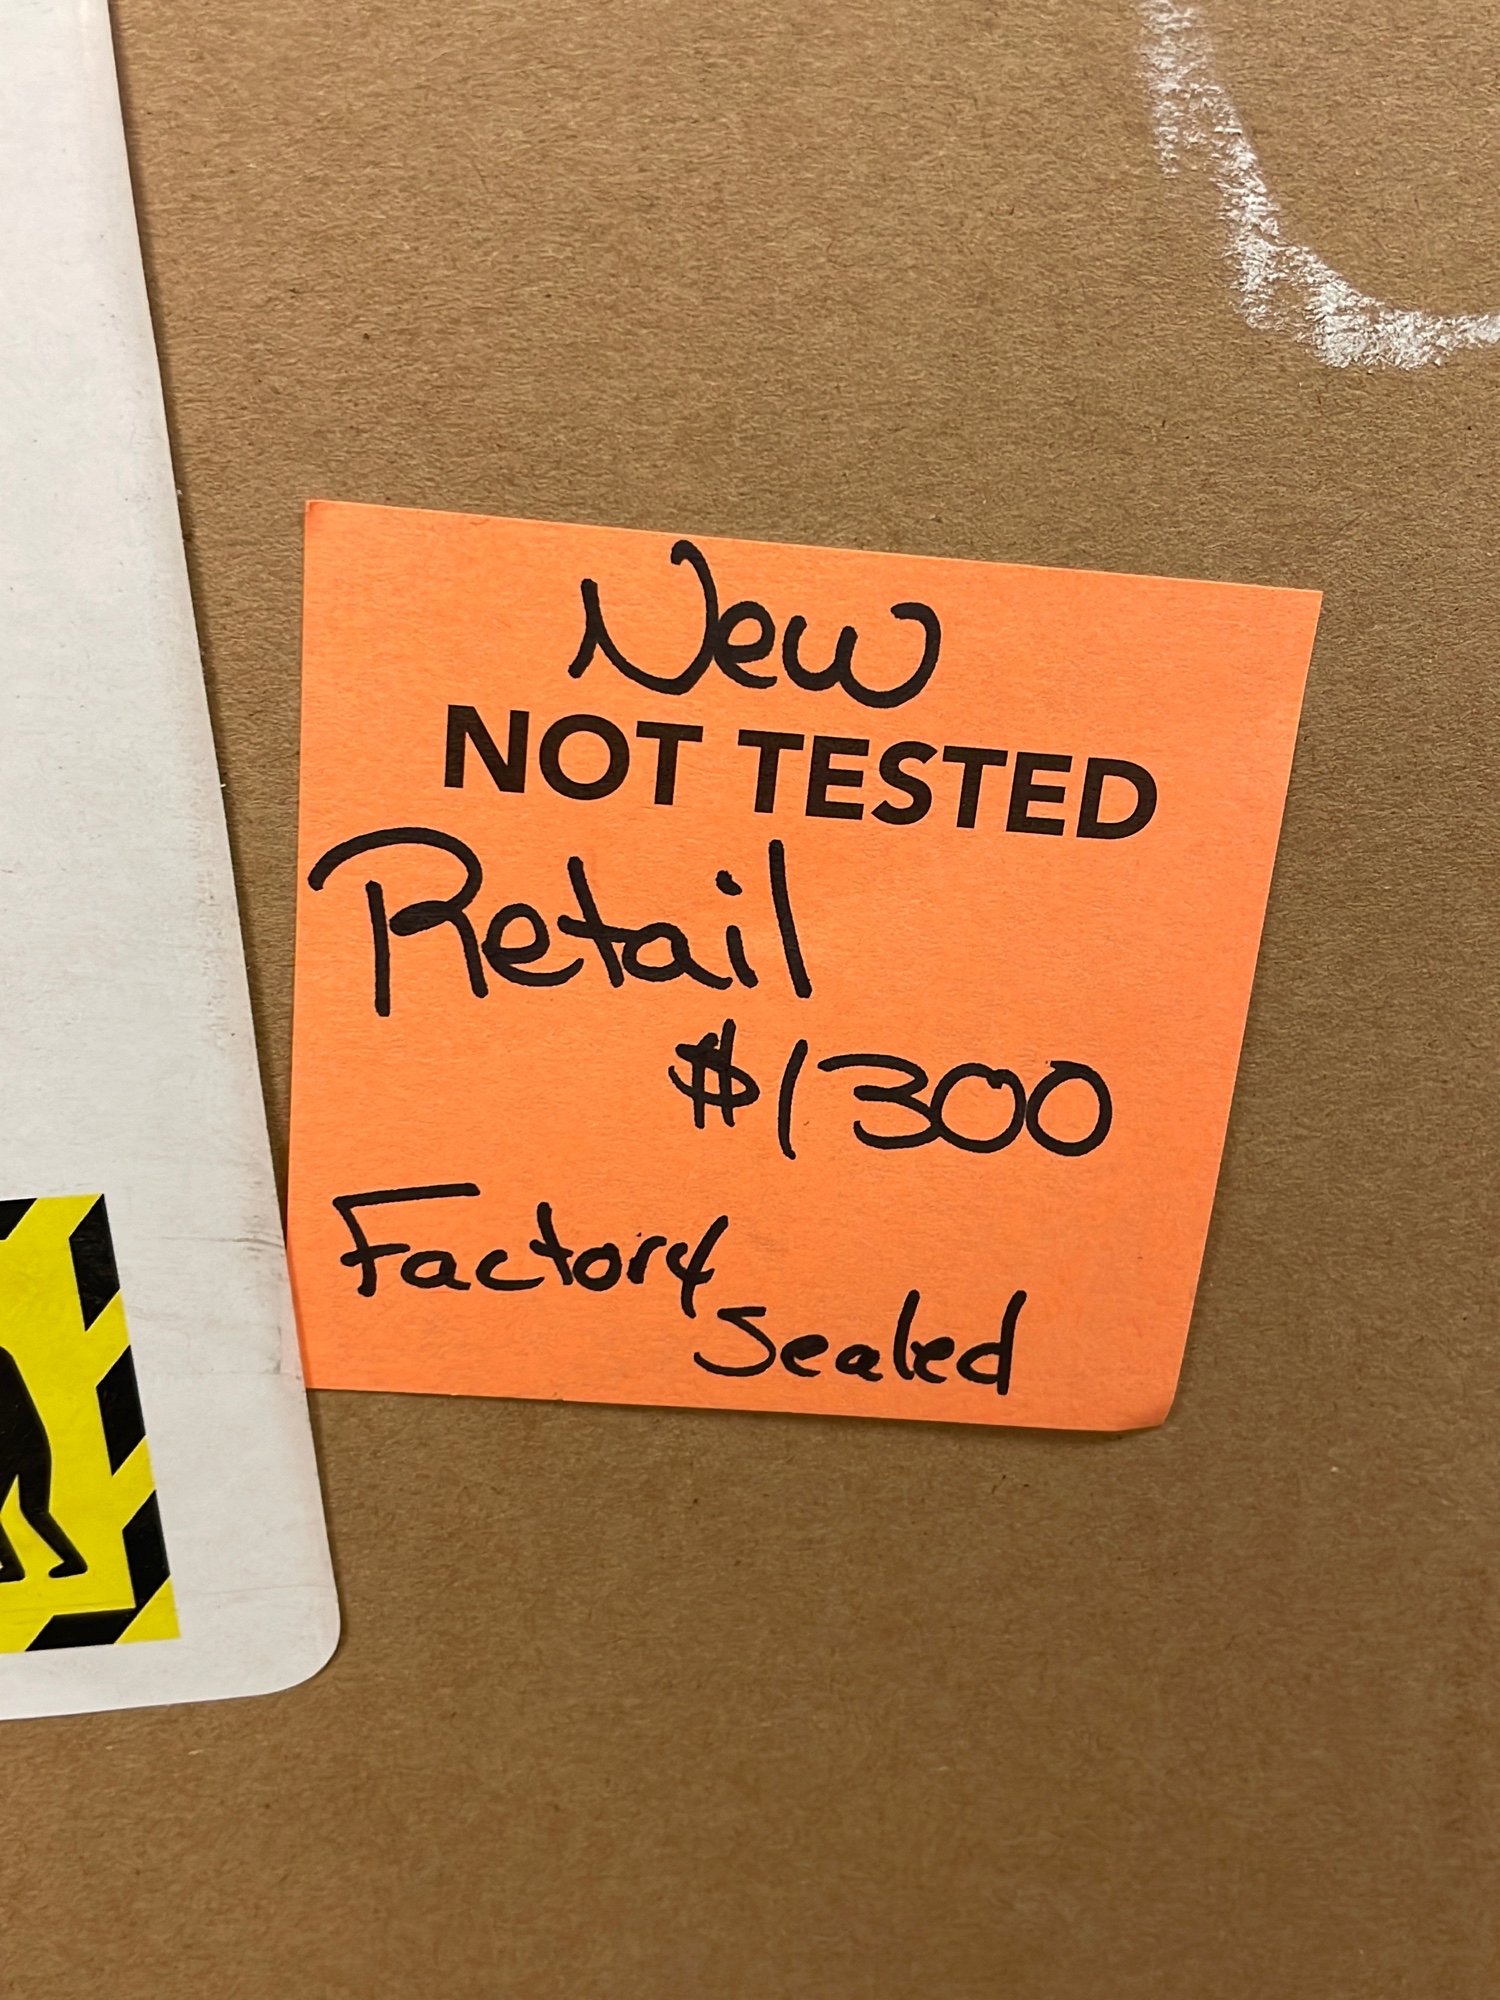 New
NOT TESTED
Retail
$1300
Factory
Sealed